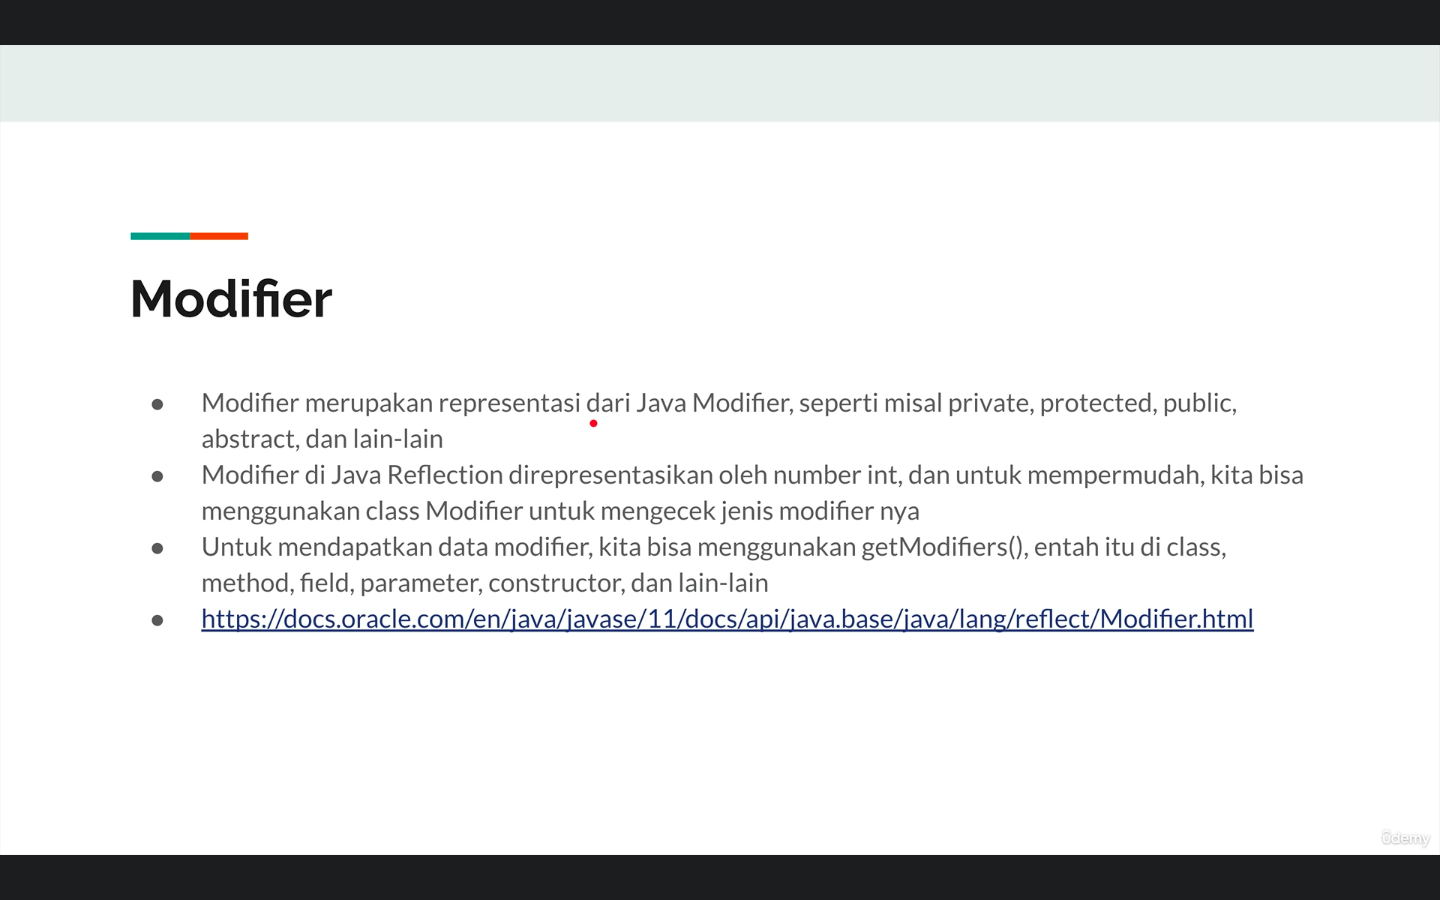 Modifier
● Modifier merupakan representasi dari Java Modifier, seperti misal private, protected, public,
abstract, dan lain-lain
● Modifier di Java Reflection direpresentasikan oleh number int, dan untuk mempermudah, kita bisa
menggunakan class Modifier untuk mengecek jenis modifier nya
● Untuk mendapatkan data modifier, kita bisa menggunakan getModifiers(), entah itu di class,
method, field, parameter, constructor, dan lain-lain
● https://docs.oracle.com/en/java/javase/11/docs/api/java.base/java/lang/reflect/Modifier.html
ûdemy